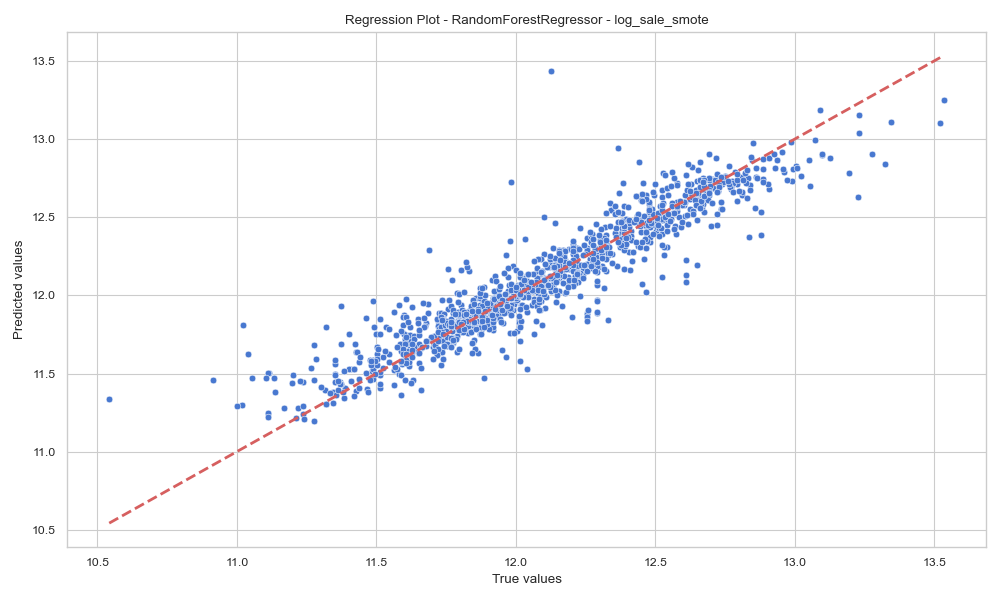 Regression Plot - RandomForestRegressor - log_sale_smote
Predicted values
13.5
13.0
12.5
12.0
11.5
11.0
10.5
10.5 11.0 11.5 12.0 12.5 13.0 13.5
True values